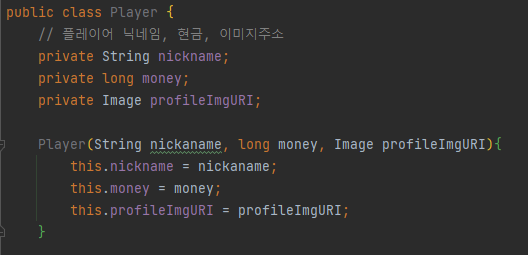 public class Player {
    // 플레이어 닉네임, 현금, 이미지주소
    private String nickname;
    private long money;
    private Image profileImgURI;

    Player(String nickaname, long money, Image profileImgURI){
        this.nickname = nickaname;
        this.money = money;
        this.profileImgURI = profileImgURI;
    }